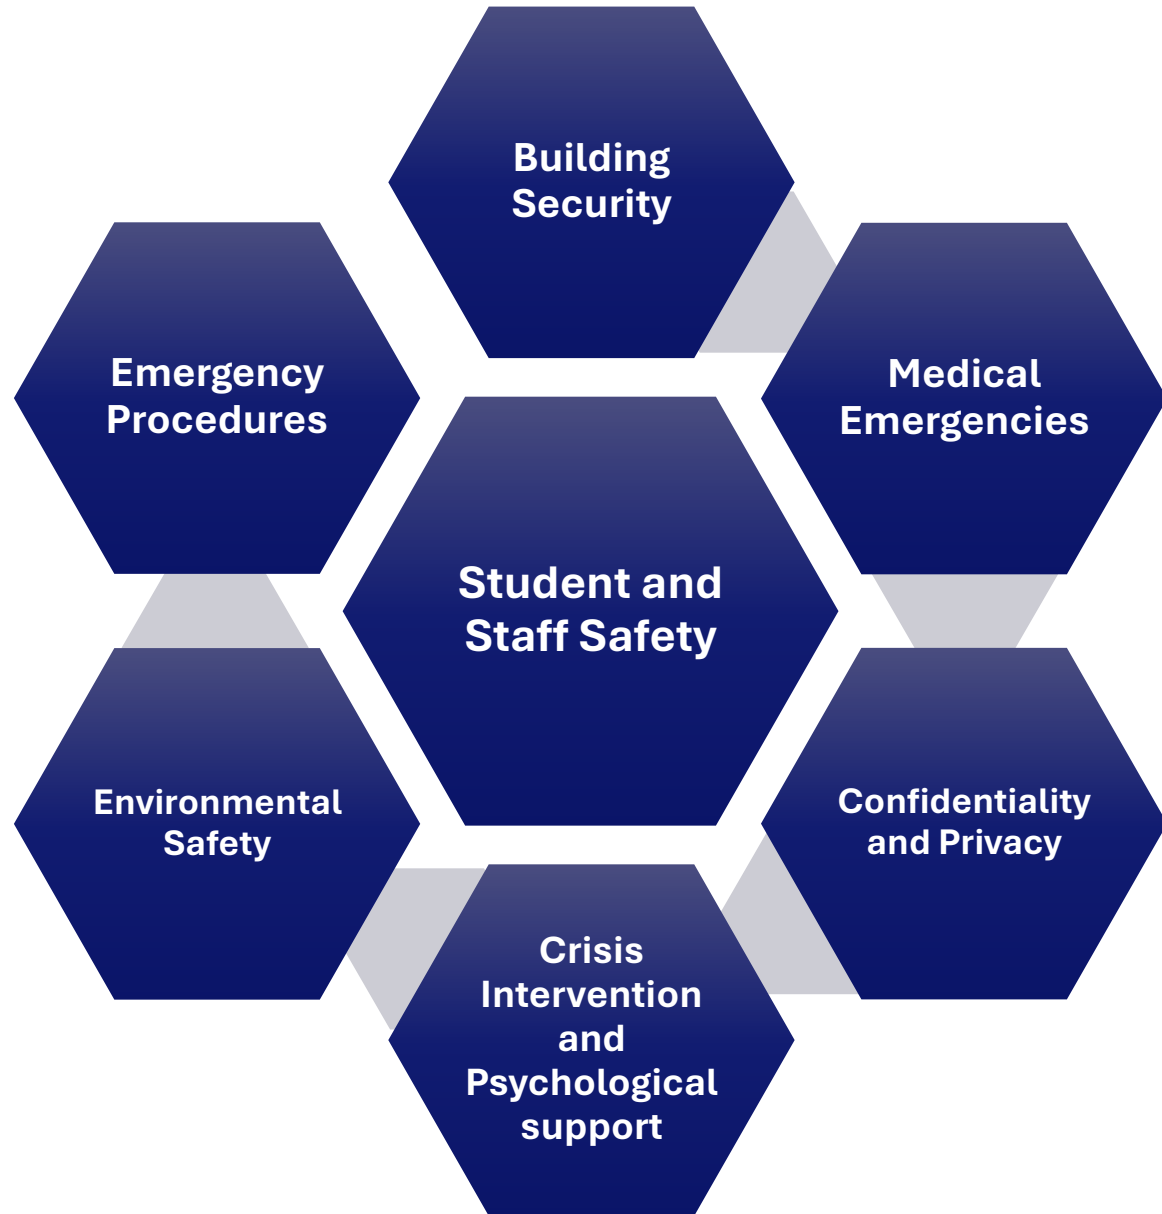 Building
Security
Emergency
Procedures
Medical
Emergencies
Student and
Staff Safety
Environmental
Safety
Confidentiality
and Privacy
Crisis
Intervention
and
Psychological
support